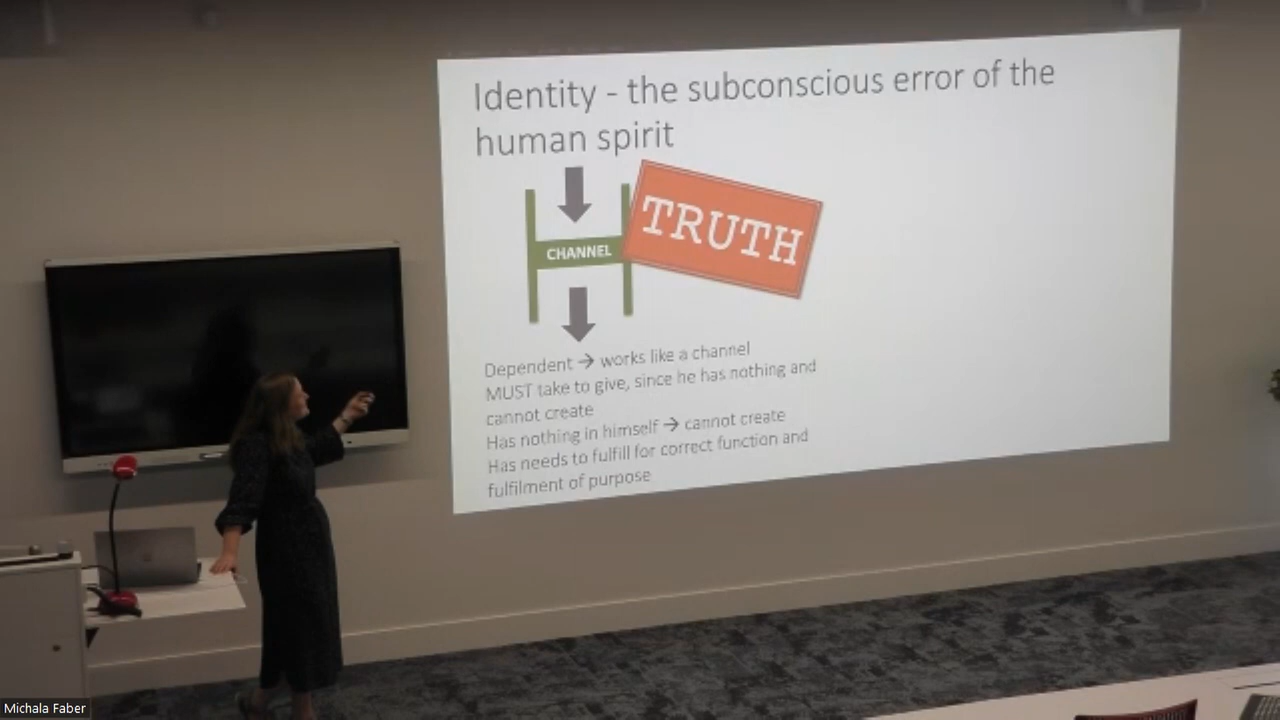 Identity - the subconscious error of the
human spirit
TRUTH
CHANNEL
Dependent → works like a channel
MUST take to give, since he has nothing and
cannot create
Has nothing in himself → cannot create
Has needs to fulfill for correct function and
fulfilment of purpose
Michala Faber